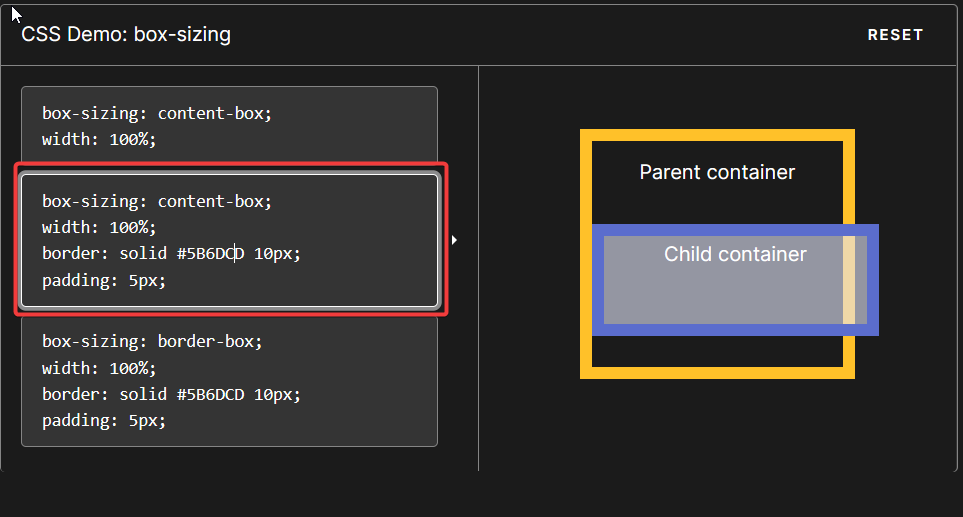 CSS Demo: box-sizing
RESET
box-sizing: content-box;
width: 100%;
box-sizing: content-box;
width: 100%;
border: solid #5B6DCD 10px;
padding: 5px;
box-sizing: border-box;
width: 100%;
border: solid #5B6DCD 10px;
padding: 5px;
Parent container
Child container